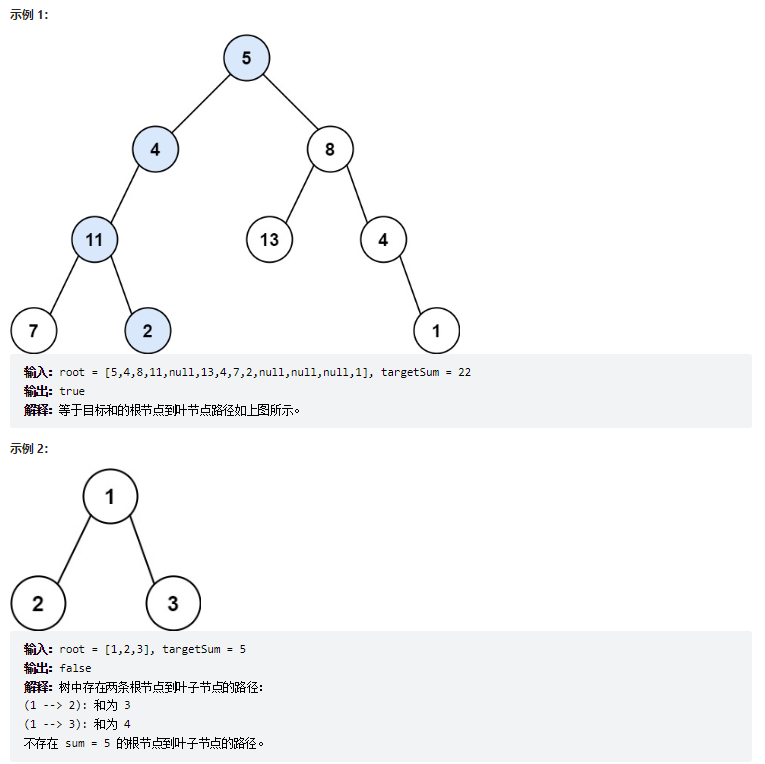 示例 1:
5
4 8
11 13 4
7 2 1
输入: root = [5,4,8,11,null,13,4,7,2,null,null,null,1], targetSum = 22
输出: true
解释: 等于目标和的根节点到叶节点路径如上图所示。
示例 2:
1
2 3
输入: root = [1,2,3], targetSum = 5
输出: false
解释: 树中存在两条根节点到叶子节点的路径:
(1 --> 2): 和为 3
(1 --> 3): 和为 4
不存在 sum = 5 的根节点到叶子节点的路径。